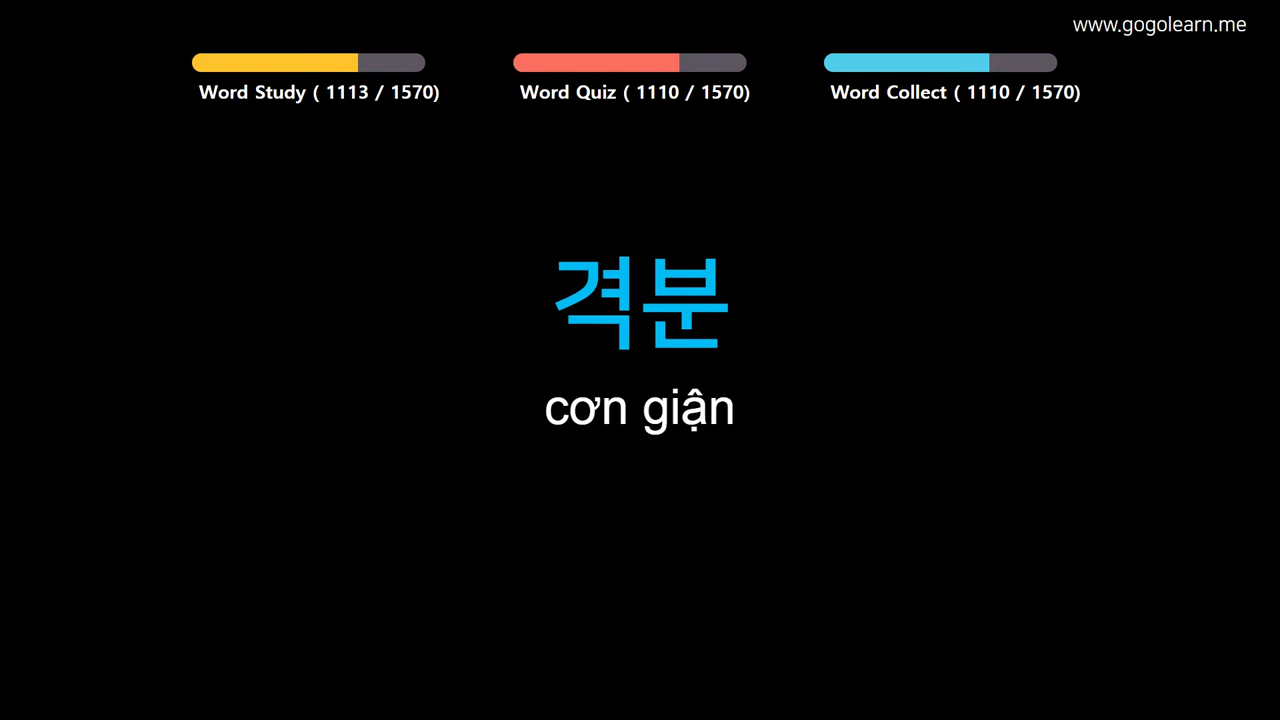 www.gogolearn.me
Word Study ( 1113 / 1570)
Word Quiz ( 1110 / 1570)
Word Collect ( 1110 / 1570)
격분
cơn giận